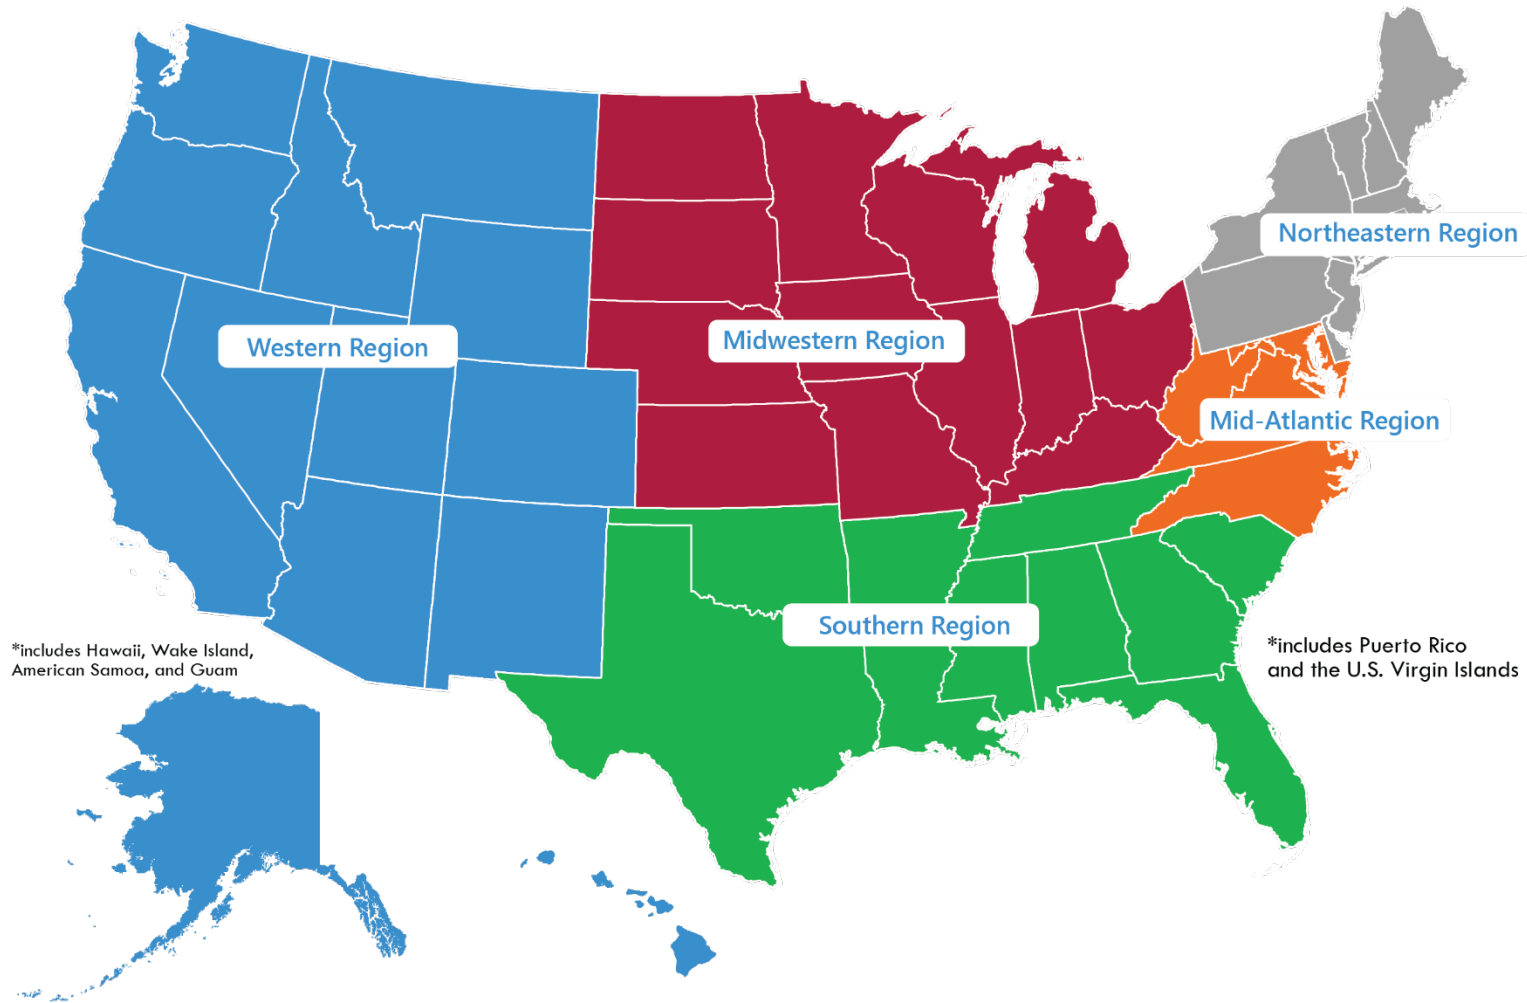 Northeastern Region
Western Region
Midwestern Region
Mid-Atlantic Region
Southern Region
*includes Hawaii, Wake Island,
American Samoa, and Guam
*includes Puerto Rico
and the U.S. Virgin Islands